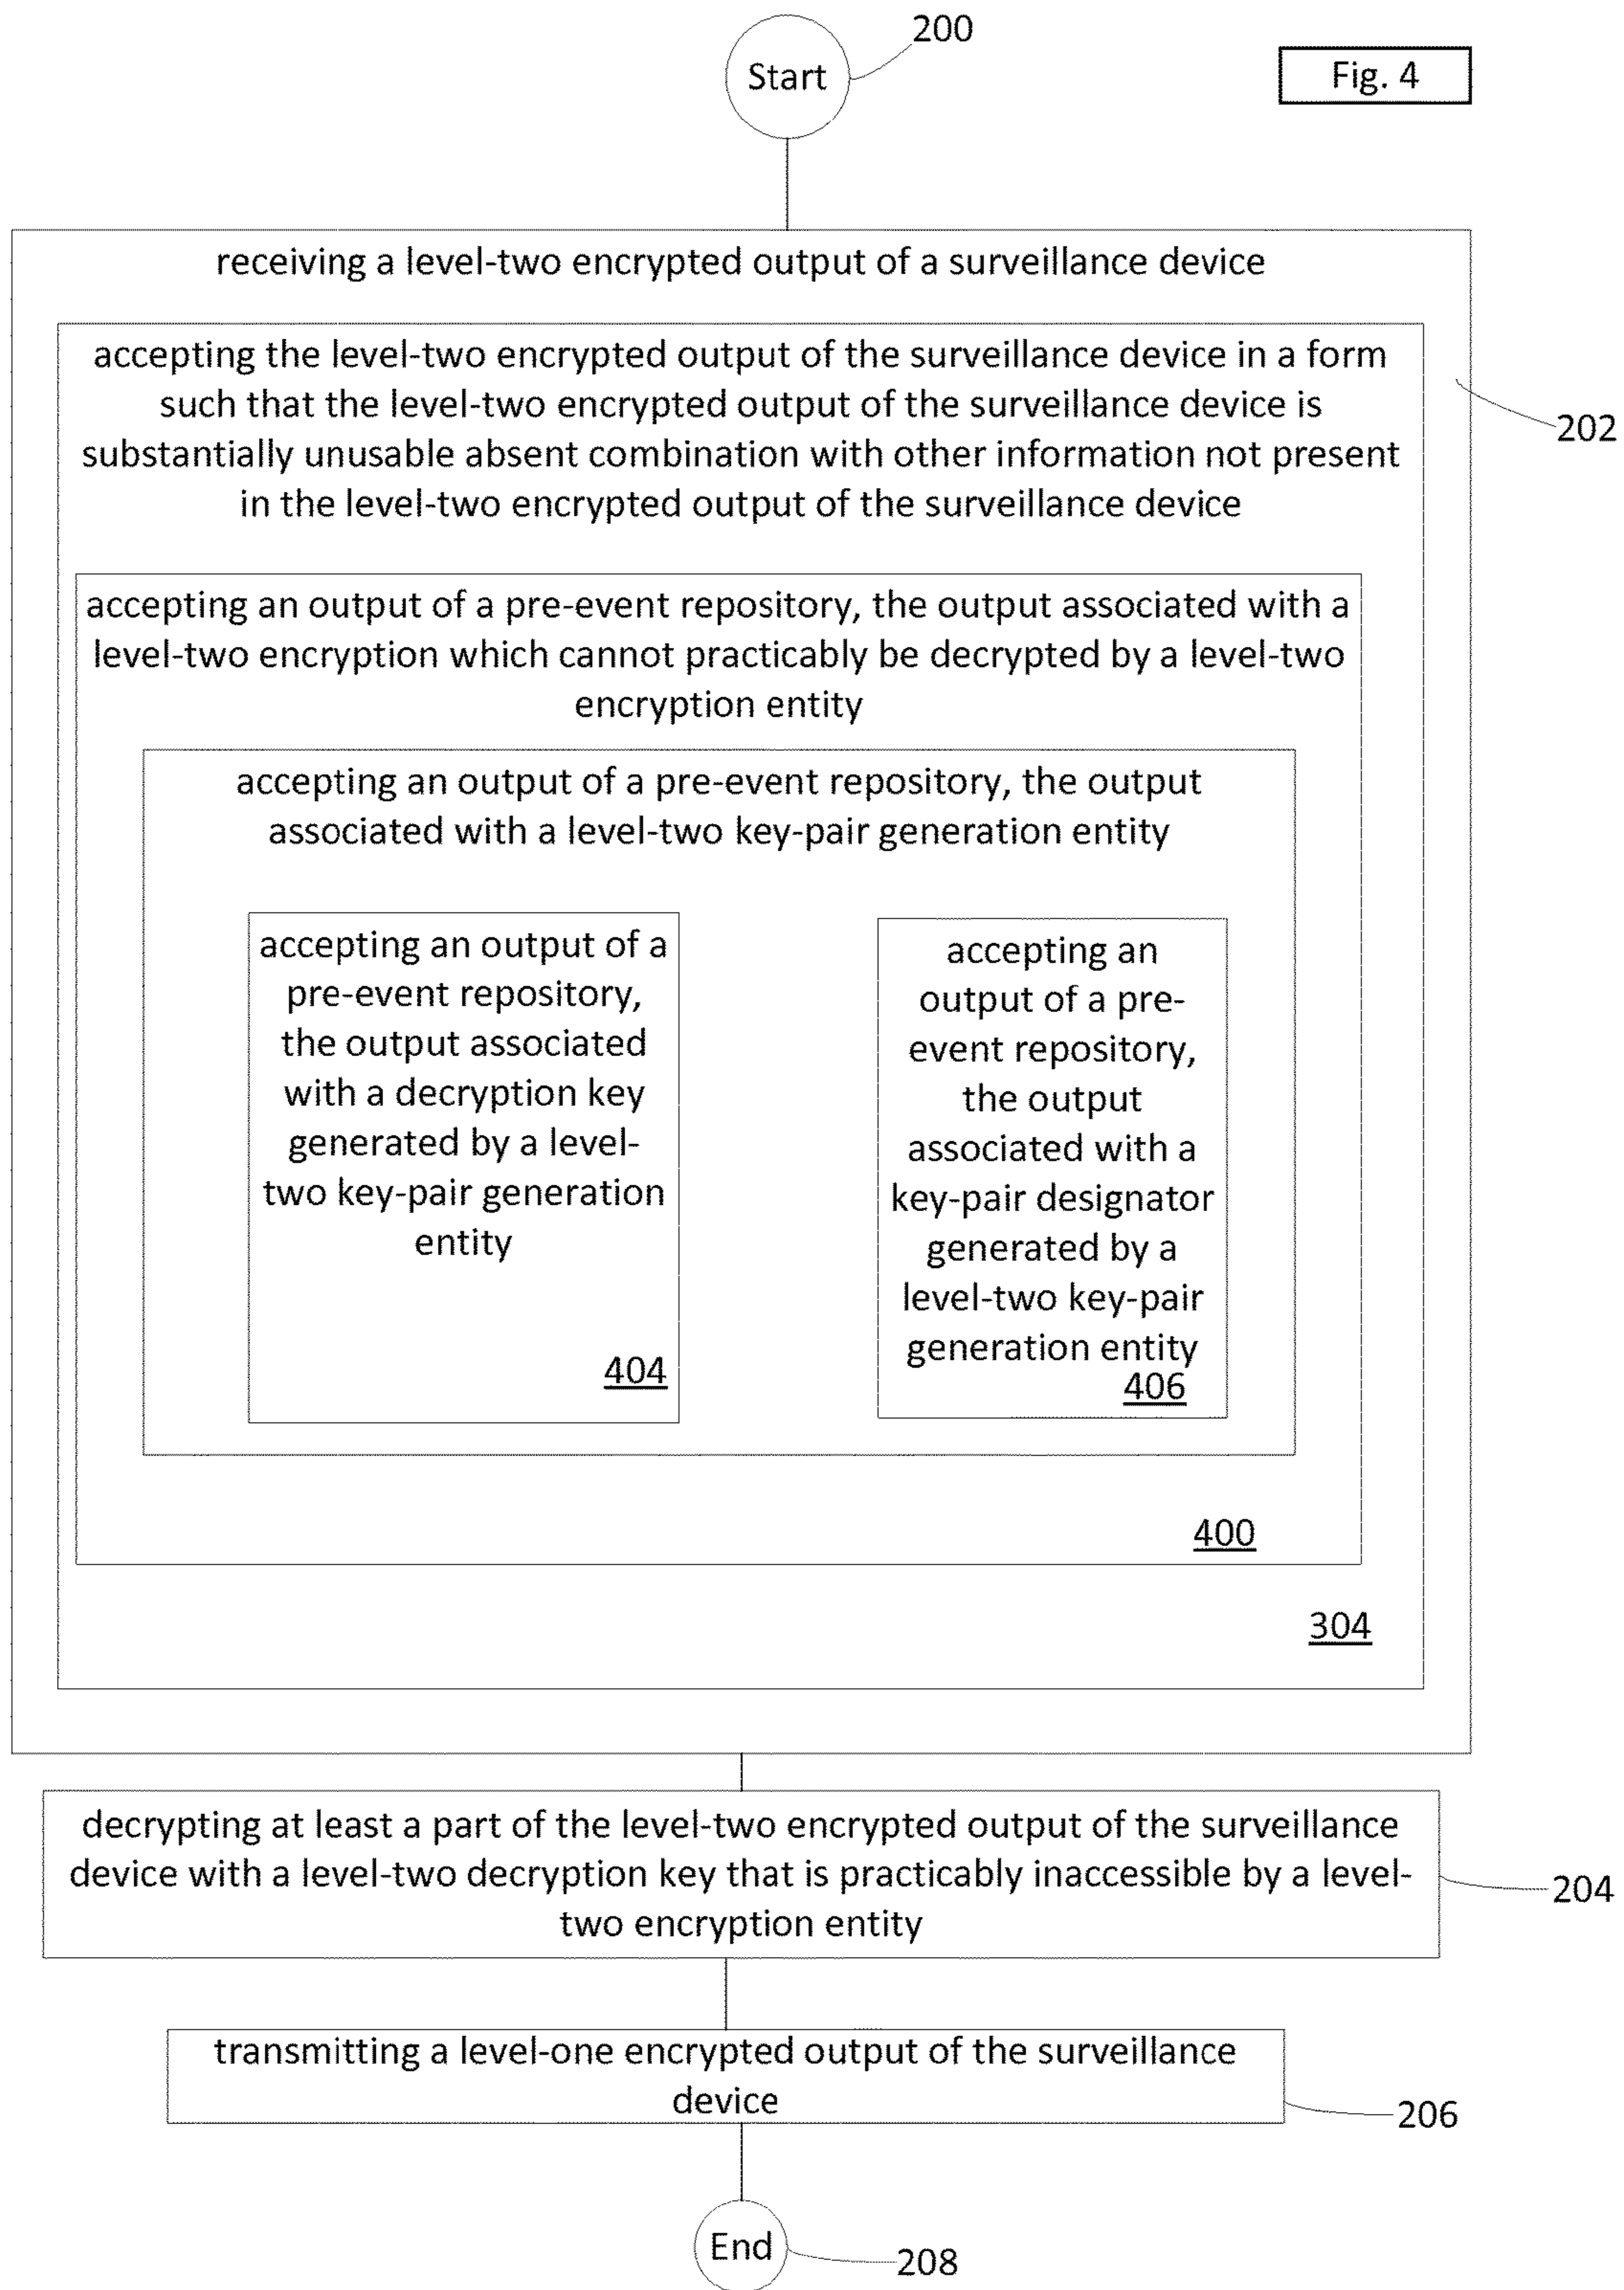 200
Start
Fig. 4
receiving a level-two encrypted output of a surveillance device
accepting the level-two encrypted output of the surveillance device in a form
such that the level-two encrypted output of the surveillance device is
substantially unusable absent combination with other information not present
in the level-two encrypted output of the surveillance device
202
accepting an output of a pre-event repository, the output associated with a
level-two encryption which cannot practicably be decrypted by a level-two
encryption entity
accepting an output of a pre-event repository, the output
associated with a level-two key-pair generation entity
accepting an output of a
pre-event repository,
the output associated
with a decryption key
generated by a level-
two key-pair generation
entity
404
accepting an
output of a pre-
event repository,
the output
associated with a
key-pair designator
generated by a
level-two key-pair
generation entity
406
400
304
decrypting at least a part of the level-two encrypted output of the surveillance
device with a level-two decryption key that is practicably inaccessible by a level-
two encryption entity
204
transmitting a level-one encrypted output of the surveillance
device
206
End
208